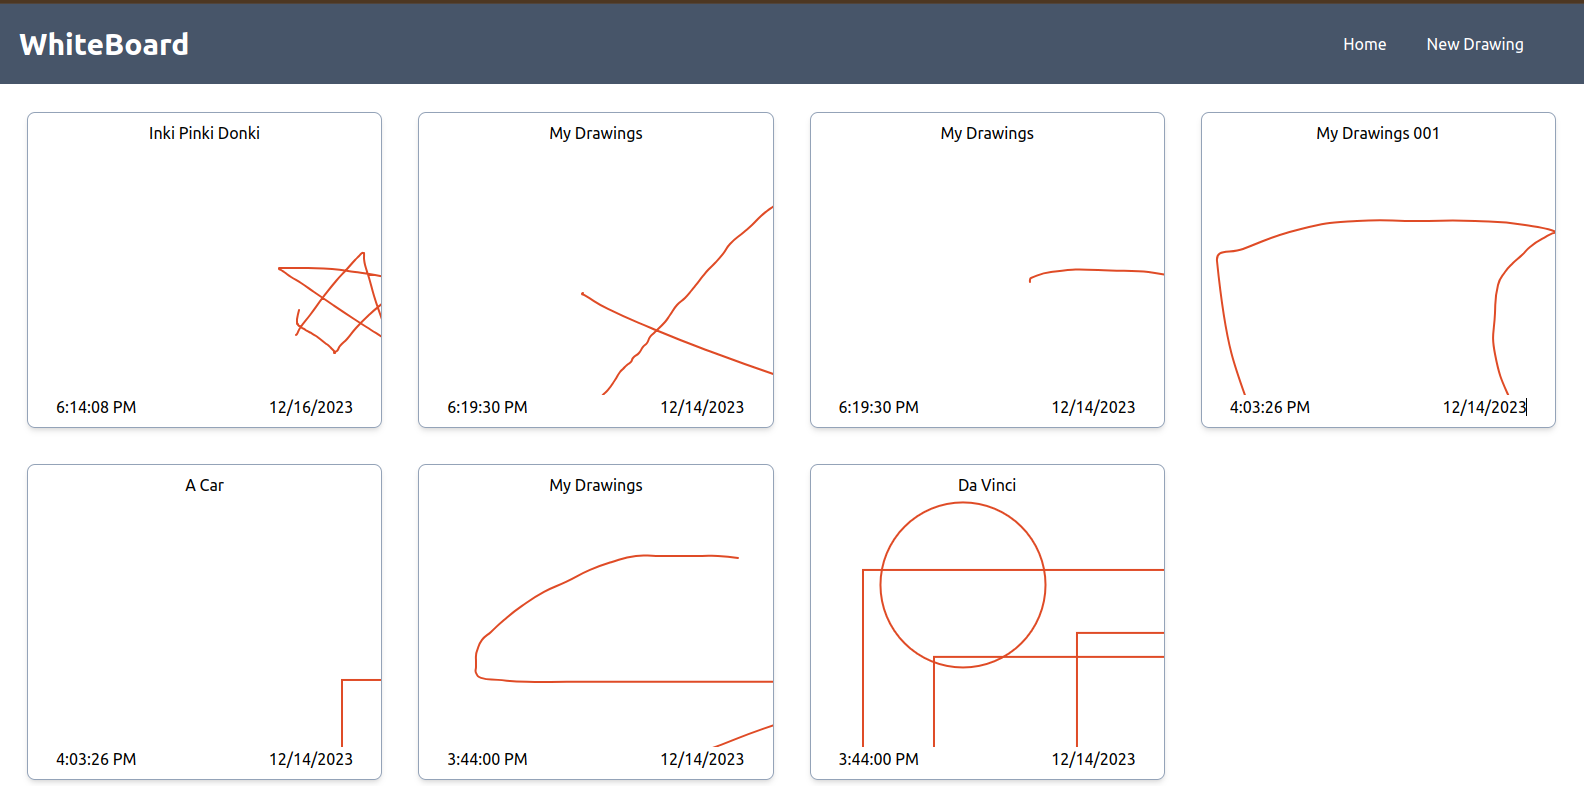 WhiteBoard
Home New Drawing
Inki Pinki Donki
6:14:08 PM 12/16/2023
My Drawings
6:19:30 PM 12/14/2023
My Drawings
6:19:30 PM 12/14/2023
My Drawings 001
4:03:26 PM 12/14/2023
A Car
4:03:26 PM 12/14/2023
My Drawings
3:44:00 PM 12/14/2023
Da Vinci
3:44:00 PM 12/14/2023